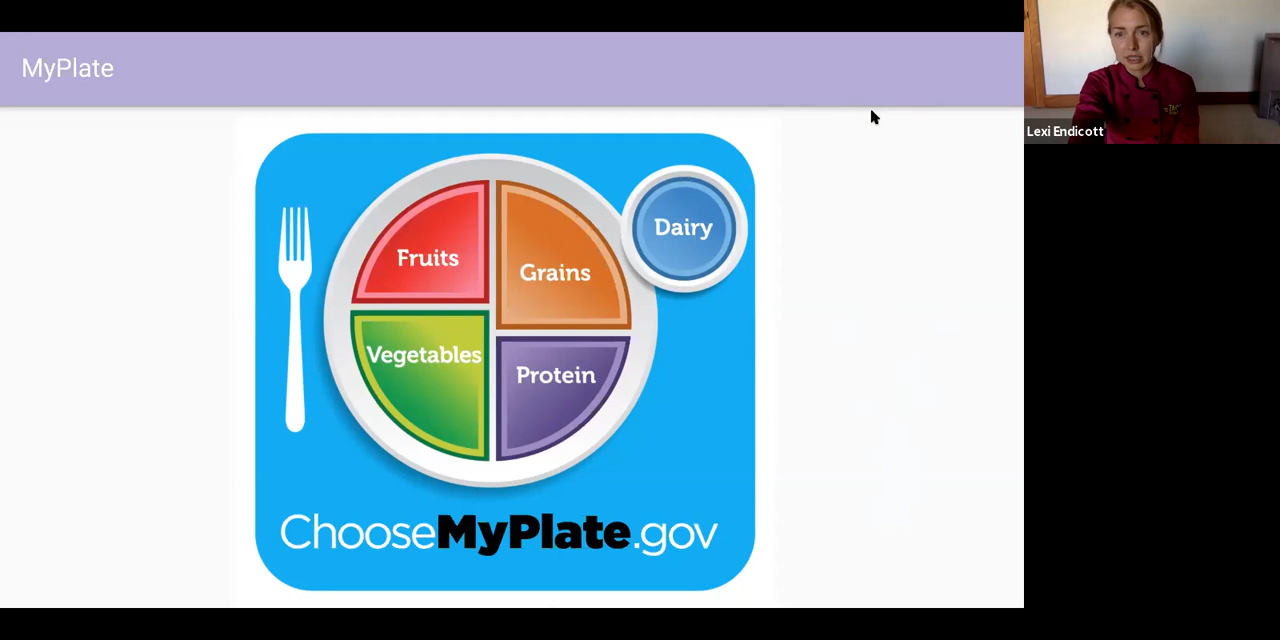 MyPlate
Fruits
Grains
Dairy
Vegetables
Protein
ChooseMyPlate.gov
Lexi Endicott